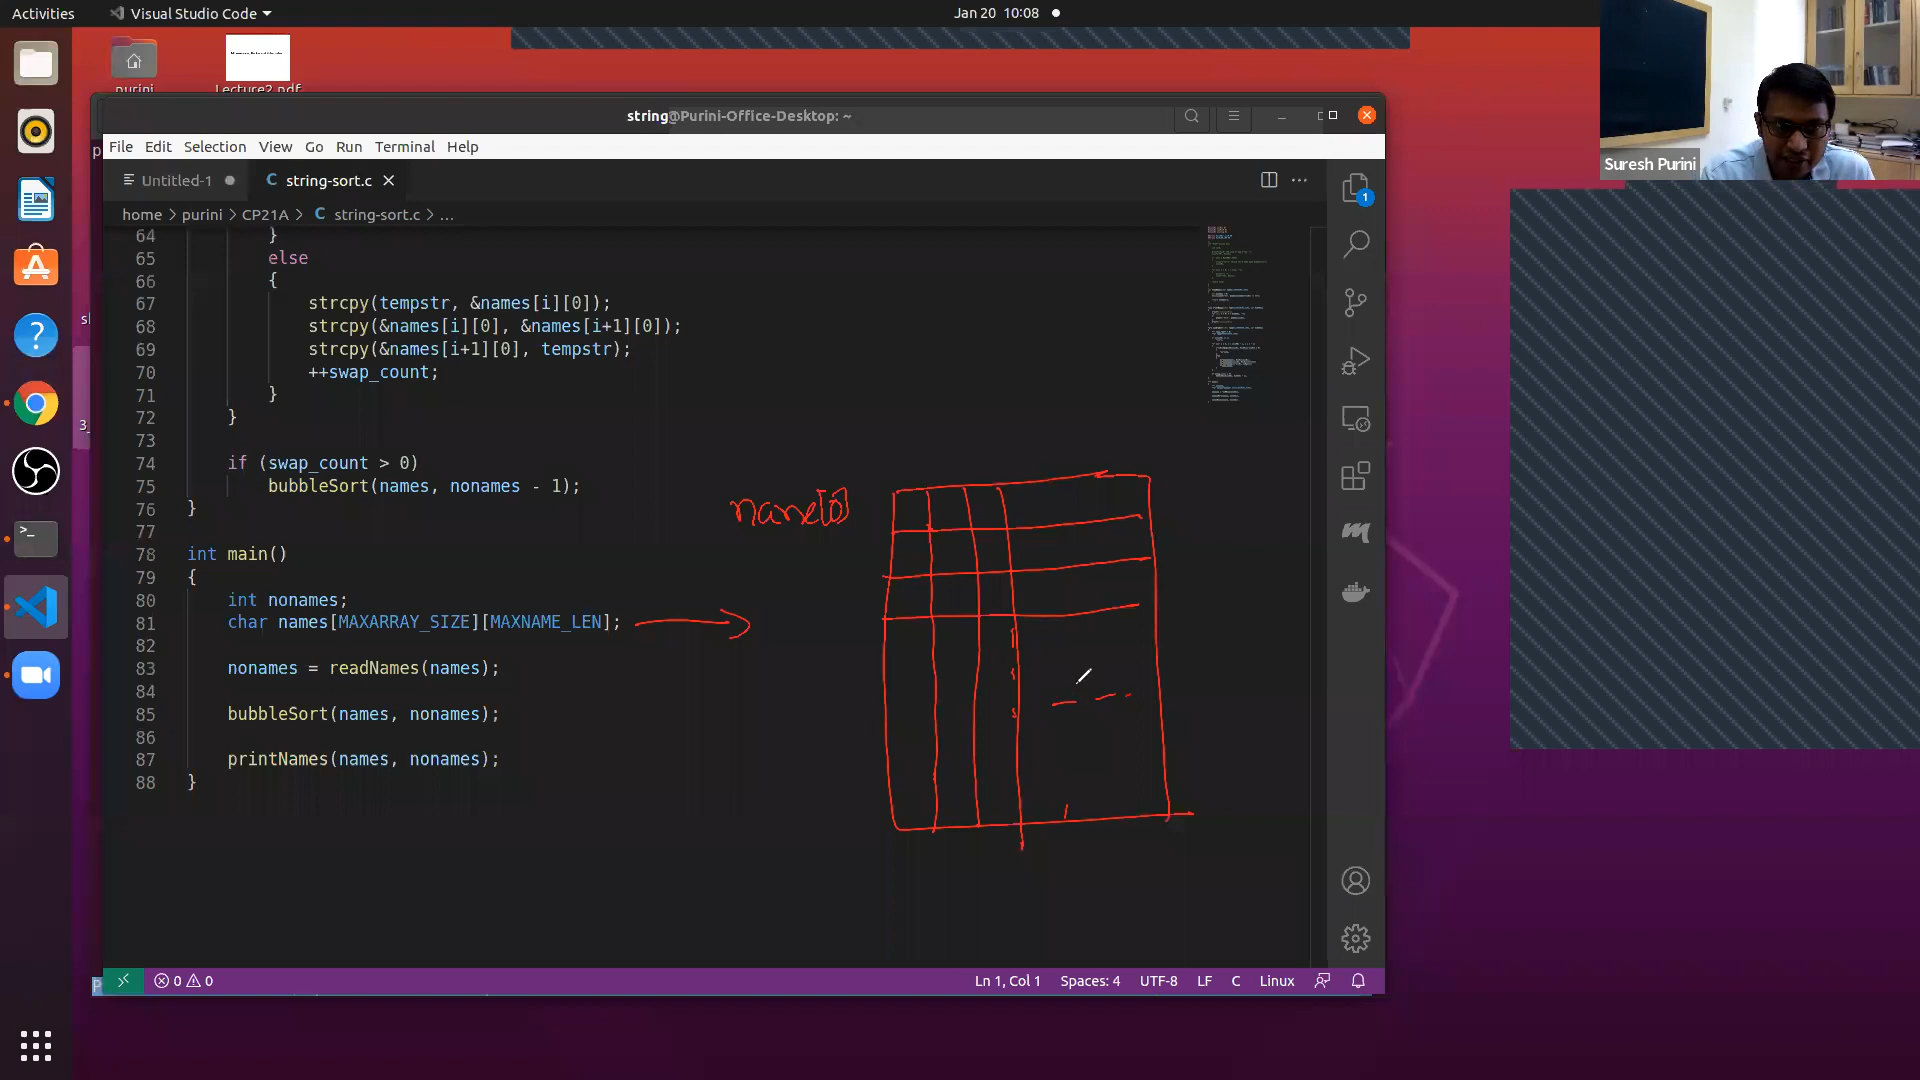 Activities
Visual Studio Code
Jan 20 10:08
purini
Lecture2.pdf
Suresh Purini
string@Purini-Office-Desktop: ~
File Edit Selection View Go Run Terminal Help
Untitled-1
C string-sort.c
home > purini > CP21A > C string-sort.c > ...
64 }
65 else
66 {
67 strcpy(tempstr, &names[i][0]);
68 strcpy(&names[i][0], &names[i+1][0]);
69 strcpy(&names[i+1][0], tempstr);
70 ++swap_count;
71 }
72 }
73
74 if (swap_count > 0)
75 bubbleSort(names, nonames - 1);
76 }
77
78 int main()
79 {
80 int nonames;
81 char names[MAXARRAY_SIZE][MAXNAME_LEN];
82
83 nonames = readNames(names);
84
85 bubbleSort(names, nonames);
86
87 printNames(names, nonames);
88 }
name[0]
1
0 0
Ln 1, Col 1 Spaces: 4 UTF-8 LF C Linux